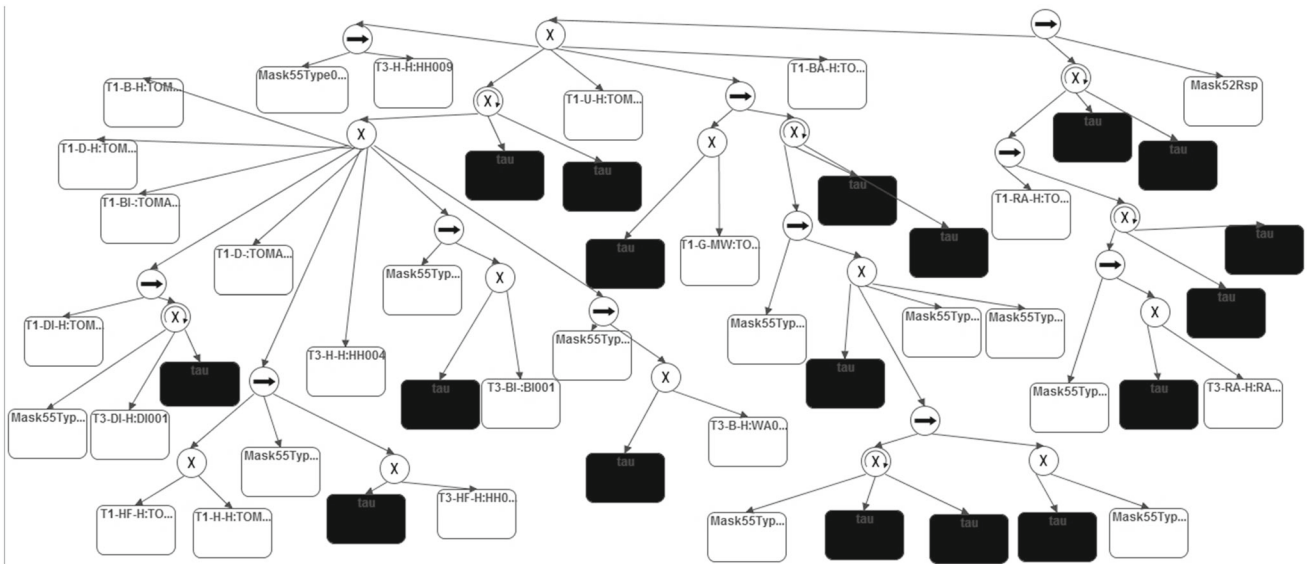 X
Mask55Type0...
T3-H-H:HH009
T1-BA-H:TO...
X
Mask52Rsp
T1-B-H:TOM...
X
T1-U-H:TOM...
tau
X
X
X
tau
T1-D-H:TOM...
tau
tau
tau
T1-BI-:TOMA...
T1-RA-H:TO...
X
T1-D-:TOMA...
tau
T1-G-MW:TO...
tau
tau
Mask55Typ...
X
X
tau
T1-DI-H:TOM...
X
Mask55Typ...
Mask55Typ...
Mask55Typ...
Mask55Typ...
X
T3-H-H:HH004
tau
tau
X
Mask55Typ...
T3-DI-H:DI001
tau
T3-BI-:BI001
Mask55Typ...
tau
T3-RA-H:RA...
T3-B-H:WA0...
X
Mask55Typ...
X
tau
X
X
T1-HF-H:TO...
T1-H-H:TOM...
tau
T3-HF-H:HH0...
Mask55Typ...
tau
tau
tau
Mask55Typ...